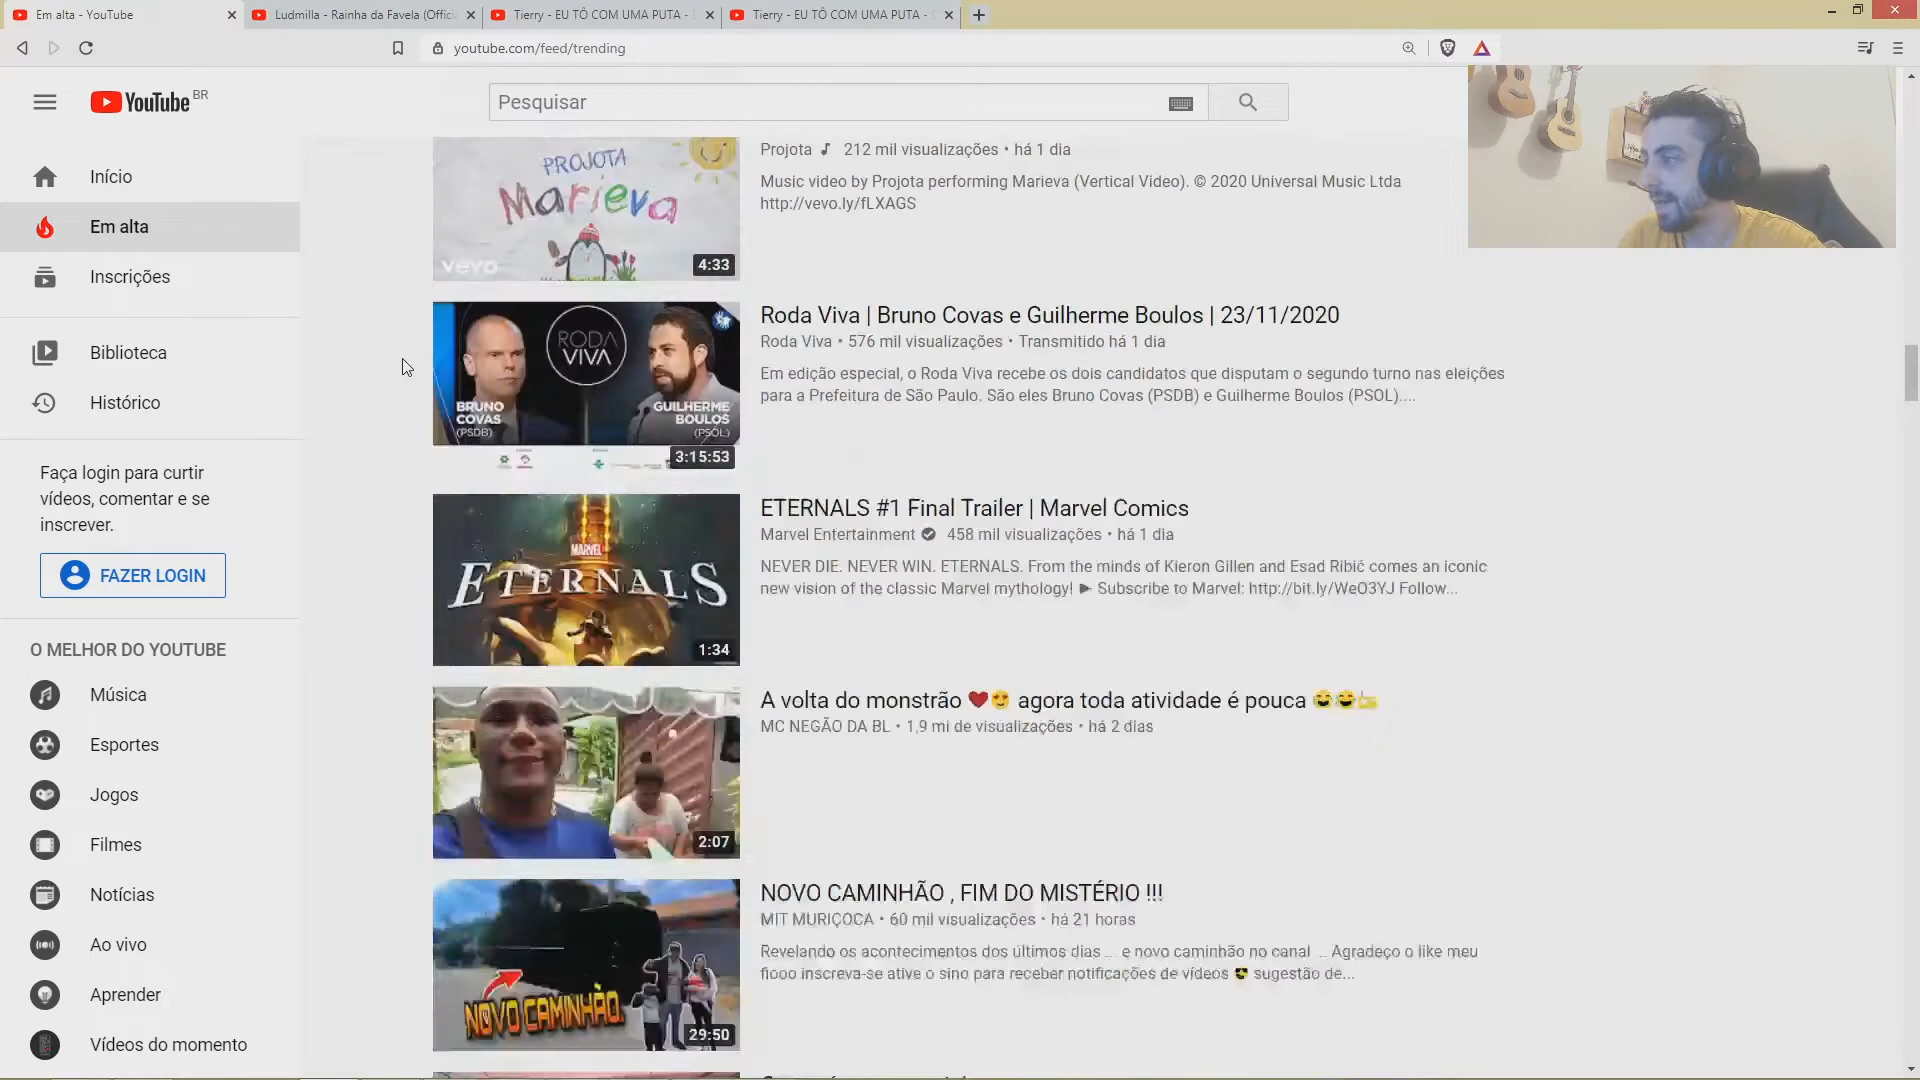 Em alta - YouTube
Ludmilla - Rainha da Favela (Offici
Tierry - EU TÔ COM UMA PUTA -
Tierry - EU TÔ COM UMA PUTA -
youtube.com/feed/trending
YouTube BR
Pesquisar
Início
Em alta
Inscrições
Biblioteca
Histórico
Faça login para curtir
vídeos, comentar e se
inscrever.
FAZER LOGIN
O MELHOR DO YOUTUBE
Música
Esportes
Jogos
Filmes
Notícias
Ao vivo
Aprender
Vídeos do momento
PROJOTA
Marieva
vevo
4:33
Projota 212 mil visualizações • há 1 dia
Music video by Projota performing Marieva (Vertical Video). © 2020 Universal Music Ltda
http://vevo.ly/fLXAGS
RODA
VIVA
BRUNO
COVAS
(PSDB)
GUILHERME
BOULOS
(PSOL)
3:15:53
Roda Viva | Bruno Covas e Guilherme Boulos | 23/11/2020
Roda Viva • 576 mil visualizações • Transmitido há 1 dia
Em edição especial, o Roda Viva recebe os dois candidatos que disputam o segundo turno nas eleições
para a Prefeitura de São Paulo. São eles Bruno Covas (PSDB) e Guilherme Boulos (PSOL)....
MARVEL
ETERNALS
1:34
ETERNALS #1 Final Trailer | Marvel Comics
Marvel Entertainment 458 mil visualizações • há 1 dia
NEVER DIE. NEVER WIN. ETERNALS. From the minds of Kieron Gillen and Esad Ribić comes an iconic
new vision of the classic Marvel mythology! ► Subscribe to Marvel: http://bit.ly/WeO3YJ Follow...
2:07
A volta do monstrão ❤️😍 agora toda atividade é pouca 😂😂
MC NEGÃO DA BL • 1,9 mi de visualizações • há 2 dias
NOVO CAMINHÃO.
29:50
NOVO CAMINHÃO , FIM DO MISTÉRIO !!!
MIT MURIÇOCA • 60 mil visualizações • há 21 horas
Revelando os acontecimentos dos últimos dias ... e novo caminhão no canal ... Agradeço o like meu
fiooo inscreva-se ative o sino para receber notificações de vídeos sugestão de...